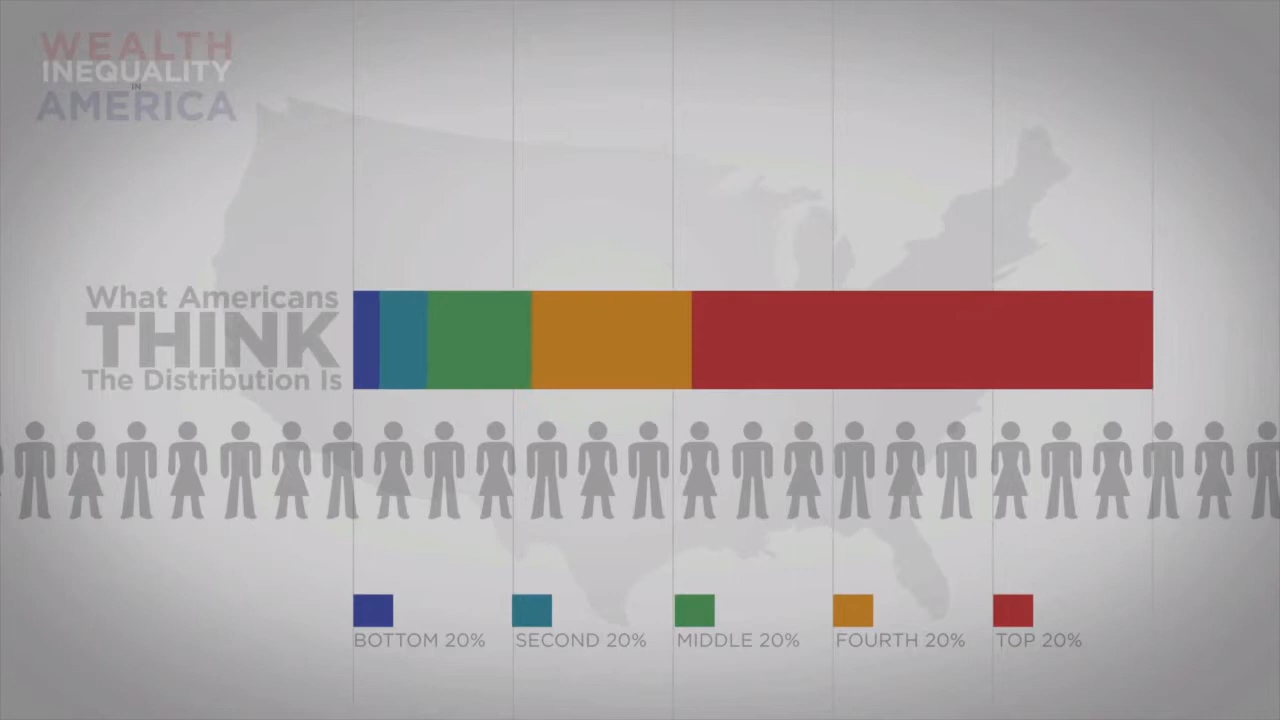 WEALTH
INEQUALITY
IN
AMERICA
What Americans
THINK
The Distribution Is
BOTTOM 20%
SECOND 20%
MIDDLE 20%
FOURTH 20%
TOP 20%